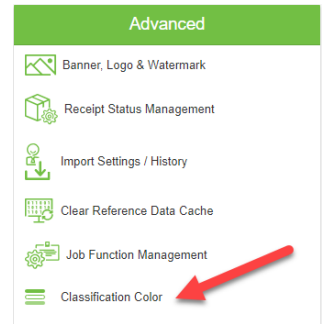 Advanced
Banner, Logo & Watermark
Receipt Status Management
Import Settings / History
Clear Reference Data Cache
Job Function Management
Classification Color